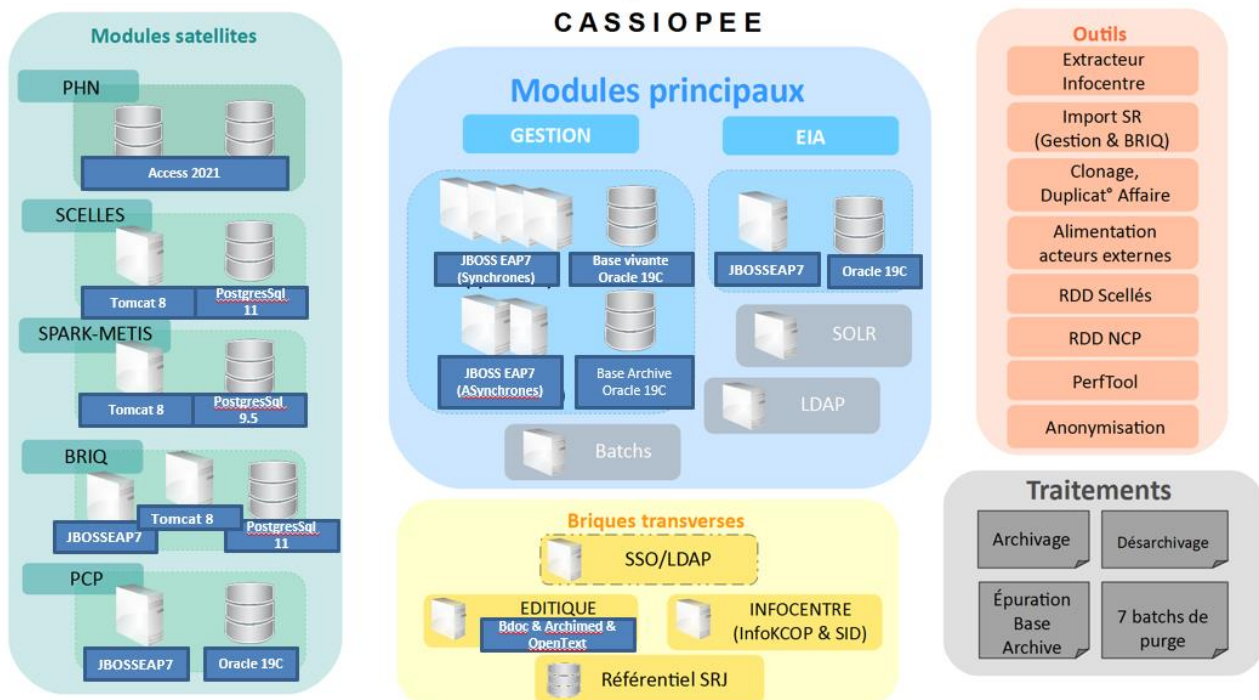 CASSIOPEE
Modules satellites
PHN
Access 2021
SCELLES
Tomcat 8
PostgresSql
11
SPARK-METIS
Tomcat 8
PostgresSql
9.5
BRIQ
Tomcat 8
JBOSSEAP7
PostgresSql
11
PCP
JBOSSEAP7
Oracle 19C
Modules principaux
GESTION
JBOSS EAP7
(Synchrones)
Base vivante
Oracle 19C
JBOSS EAP7
(ASynchrones)
Base Archive
Oracle 19C
EIA
JBOSSEAP7
Oracle 19C
SOLR
LDAP
Batchs
Briques transverses
SSO/LDAP
EDITIQUE
Bdoc & Archimed &
OpenText
INFOCENTRE
(InfoKCOP & SID)
Référentiel SRJ
Outils
Extracteur
Infocentre
Import SR
(Gestion & BRIQ)
Clonage,
Duplicat° Affaire
Alimentation
acteurs externes
RDD Scellés
RDD NCP
PerfTool
Anonymisation
Traitements
Archivage
Désarchivage
Épuration
Base
Archive
7 batchs de
purge